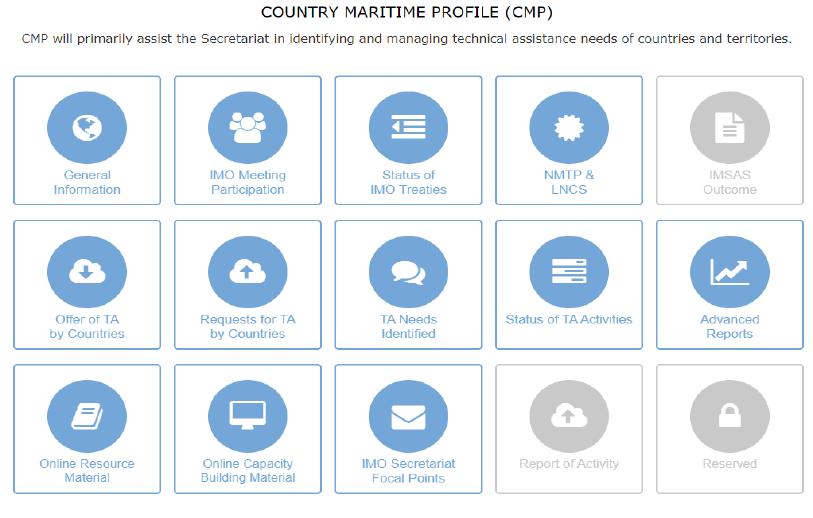 COUNTRY MARITIME PROFILE (CMP)
CMP will primarily assist the Secretariat in identifying and managing technical assistance needs of countries and territories.
General
Information
IMO Meeting
Participation
Status of
IMO Treaties
NMTP &
LNCS
IMSAS
Outcome
Offer of TA
by Countries
Requests for TA
by Countries
TA Needs
Identified
Status of TA Activities
Advanced
Reports
Online Resource
Material
Online Capacity
Building Material
IMO Secretariat
Focal Points
Report of Activity
Reserved